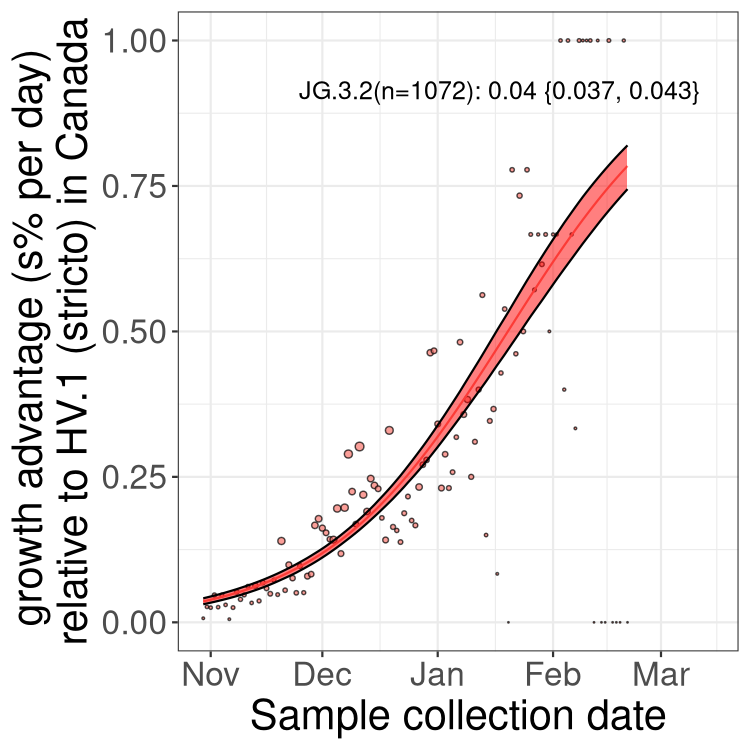 growth advantage (s% per day)
relative to HV.1 (stricto) in Canada
1.00
0.75
0.50
0.25
0.00
JG.3.2(n=1072): 0.04 {0.037, 0.043}
Nov Dec Jan Feb Mar
Sample collection date